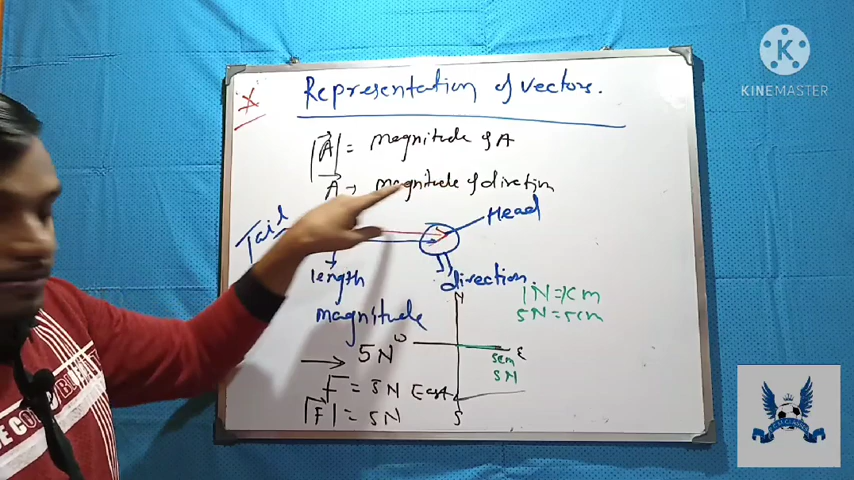 KINEMASTER
Representation of vectors.
|A| = magnitude of A
A → magnitude of direction
Tail
Head
length
direction
magnitude
N
1N = 1cm
5N = 5cm
5N
W
E
5cm
5N
F = 5N East
|F| = 5N
S